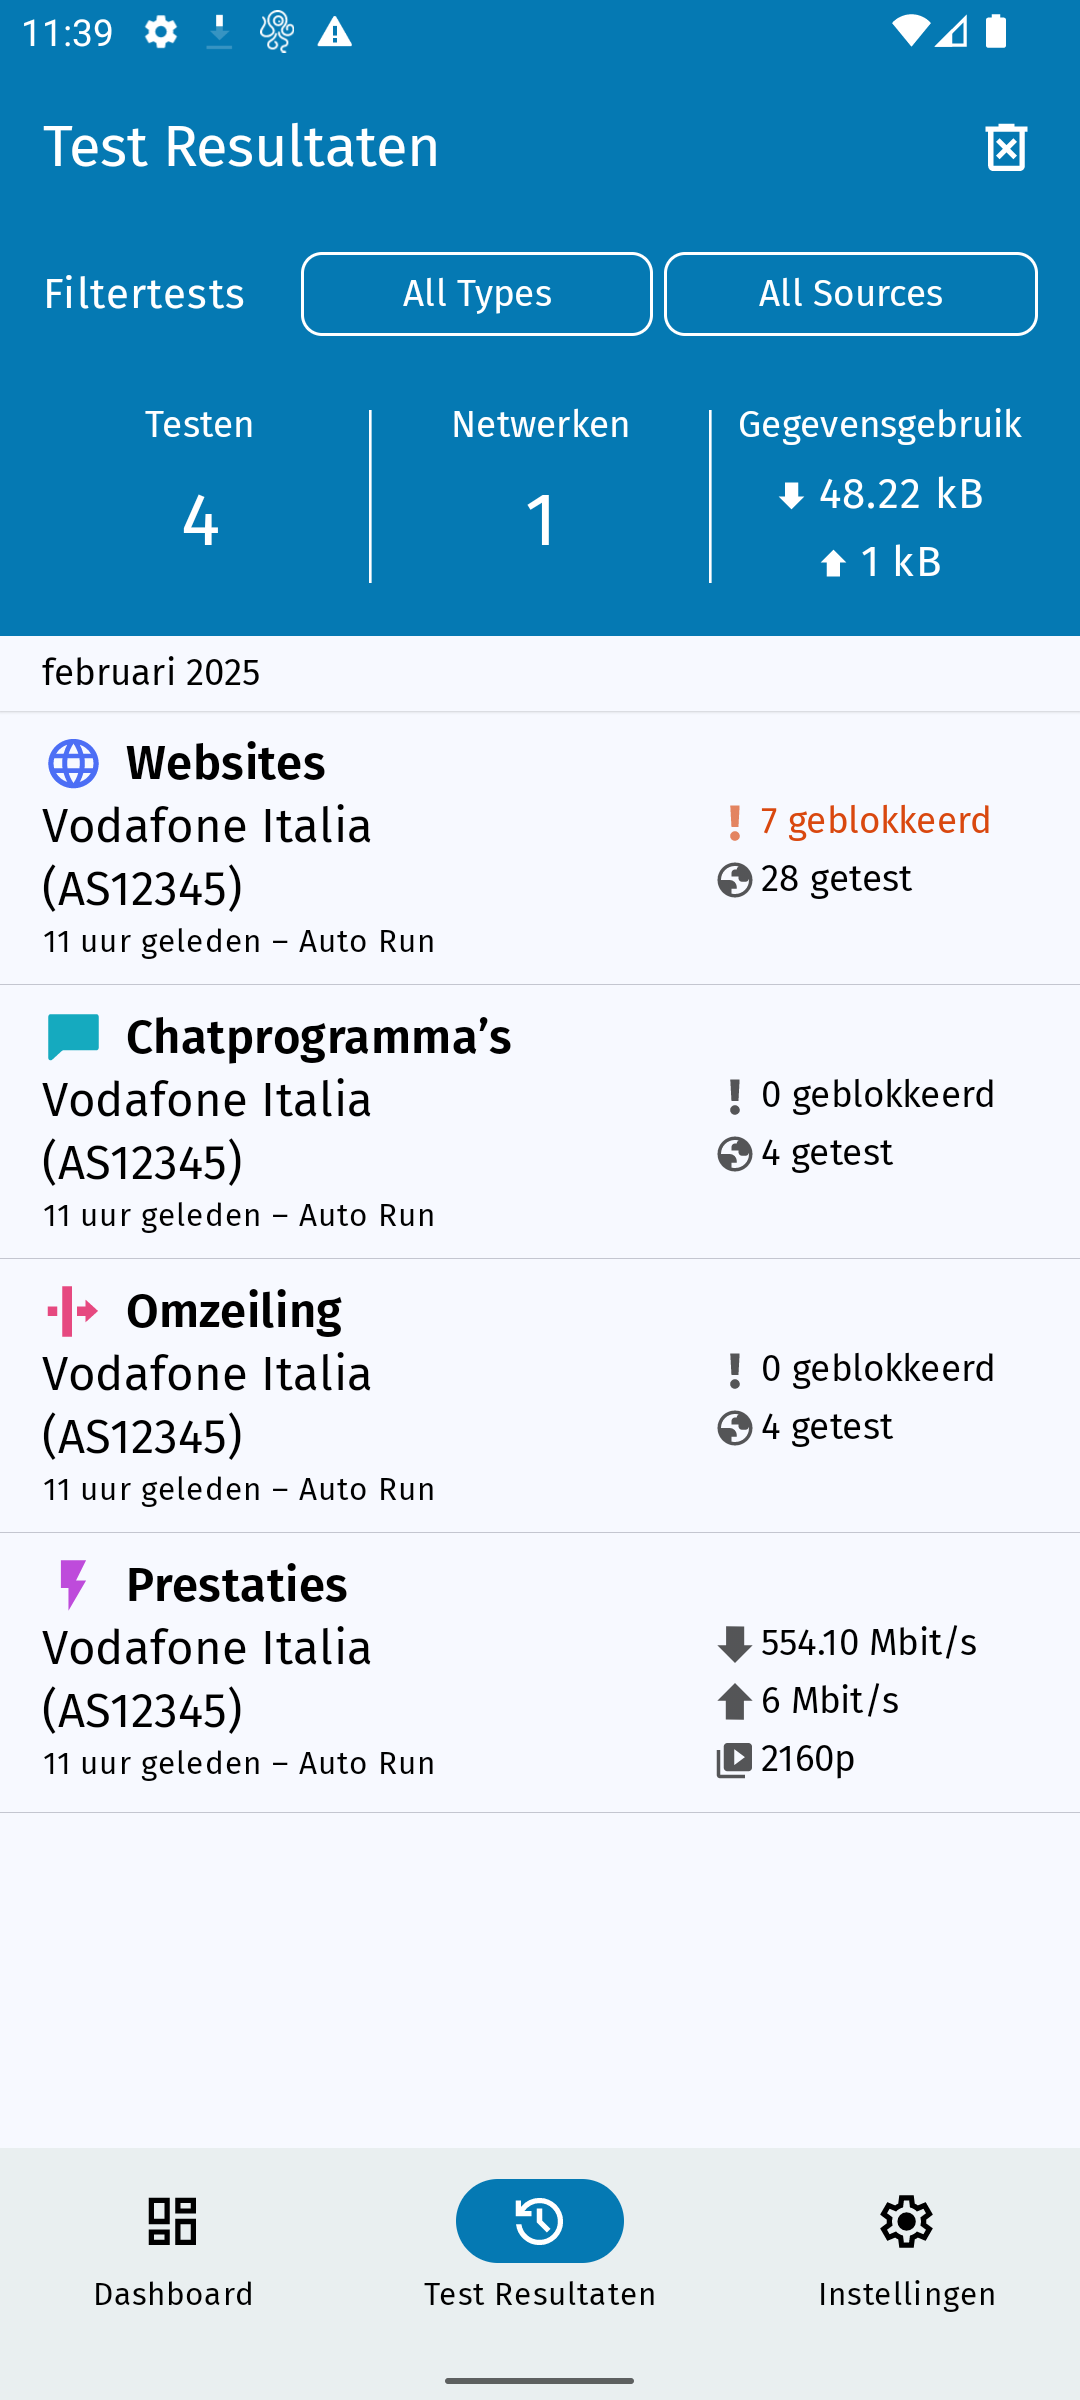 11:39
Test Resultaten
Filtertests
All Types
All Sources
Testen
Netwerken
Gegevensgebruik
4
1
48.22 kB
1 kB
februari 2025
Websites
Vodafone Italia
(AS12345)
11 uur geleden – Auto Run
7 geblokkeerd
28 getest
Chatprogramma’s
Vodafone Italia
(AS12345)
11 uur geleden – Auto Run
0 geblokkeerd
4 getest
Omzeiling
Vodafone Italia
(AS12345)
11 uur geleden – Auto Run
0 geblokkeerd
4 getest
Prestaties
Vodafone Italia
(AS12345)
11 uur geleden – Auto Run
554.10 Mbit/s
6 Mbit/s
2160p
Dashboard
Test Resultaten
Instellingen